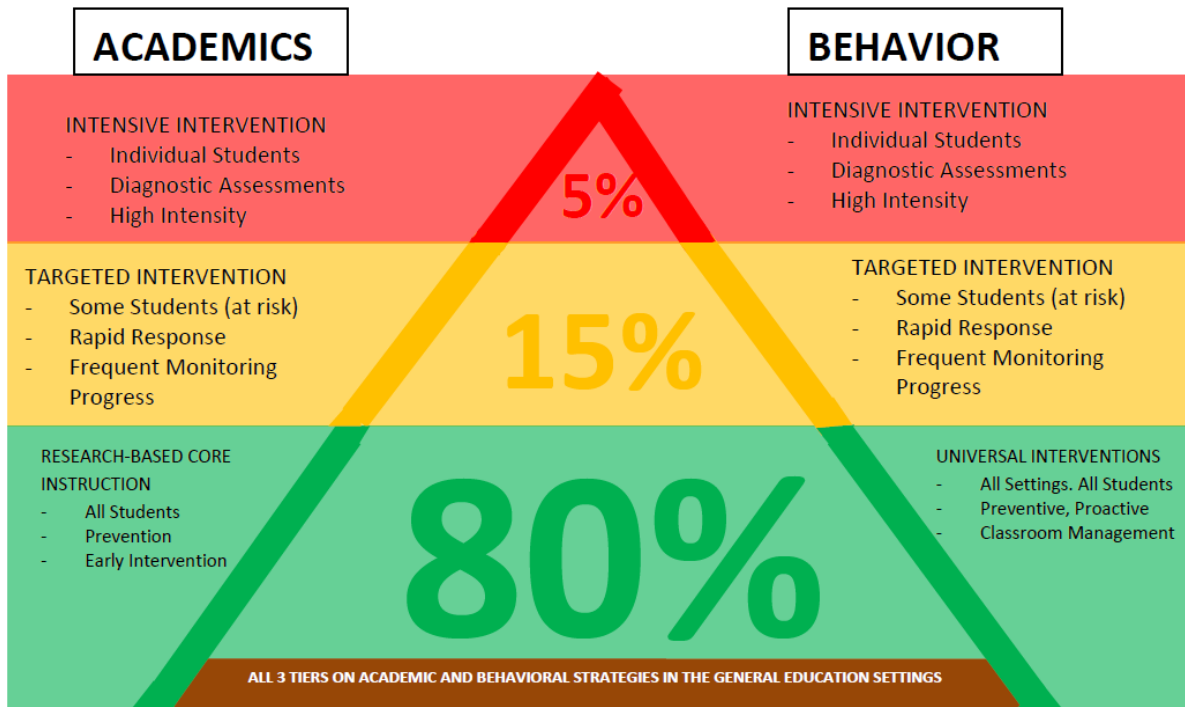 ACADEMICS
BEHAVIOR
INTENSIVE INTERVENTION
- Individual Students
- Diagnostic Assessments
- High Intensity
5%
INTENSIVE INTERVENTION
- Individual Students
- Diagnostic Assessments
- High Intensity
TARGETED INTERVENTION
- Some Students (at risk)
- Rapid Response
- Frequent Monitoring
Progress
15%
TARGETED INTERVENTION
- Some Students (at risk)
- Rapid Response
- Frequent Monitoring
Progress
RESEARCH-BASED CORE
INSTRUCTION
- All Students
- Prevention
- Early Intervention
80%
UNIVERSAL INTERVENTIONS
- All Settings. All Students
- Preventive, Proactive
- Classroom Management
ALL 3 TIERS ON ACADEMIC AND BEHAVIORAL STRATEGIES IN THE GENERAL EDUCATION SETTINGS